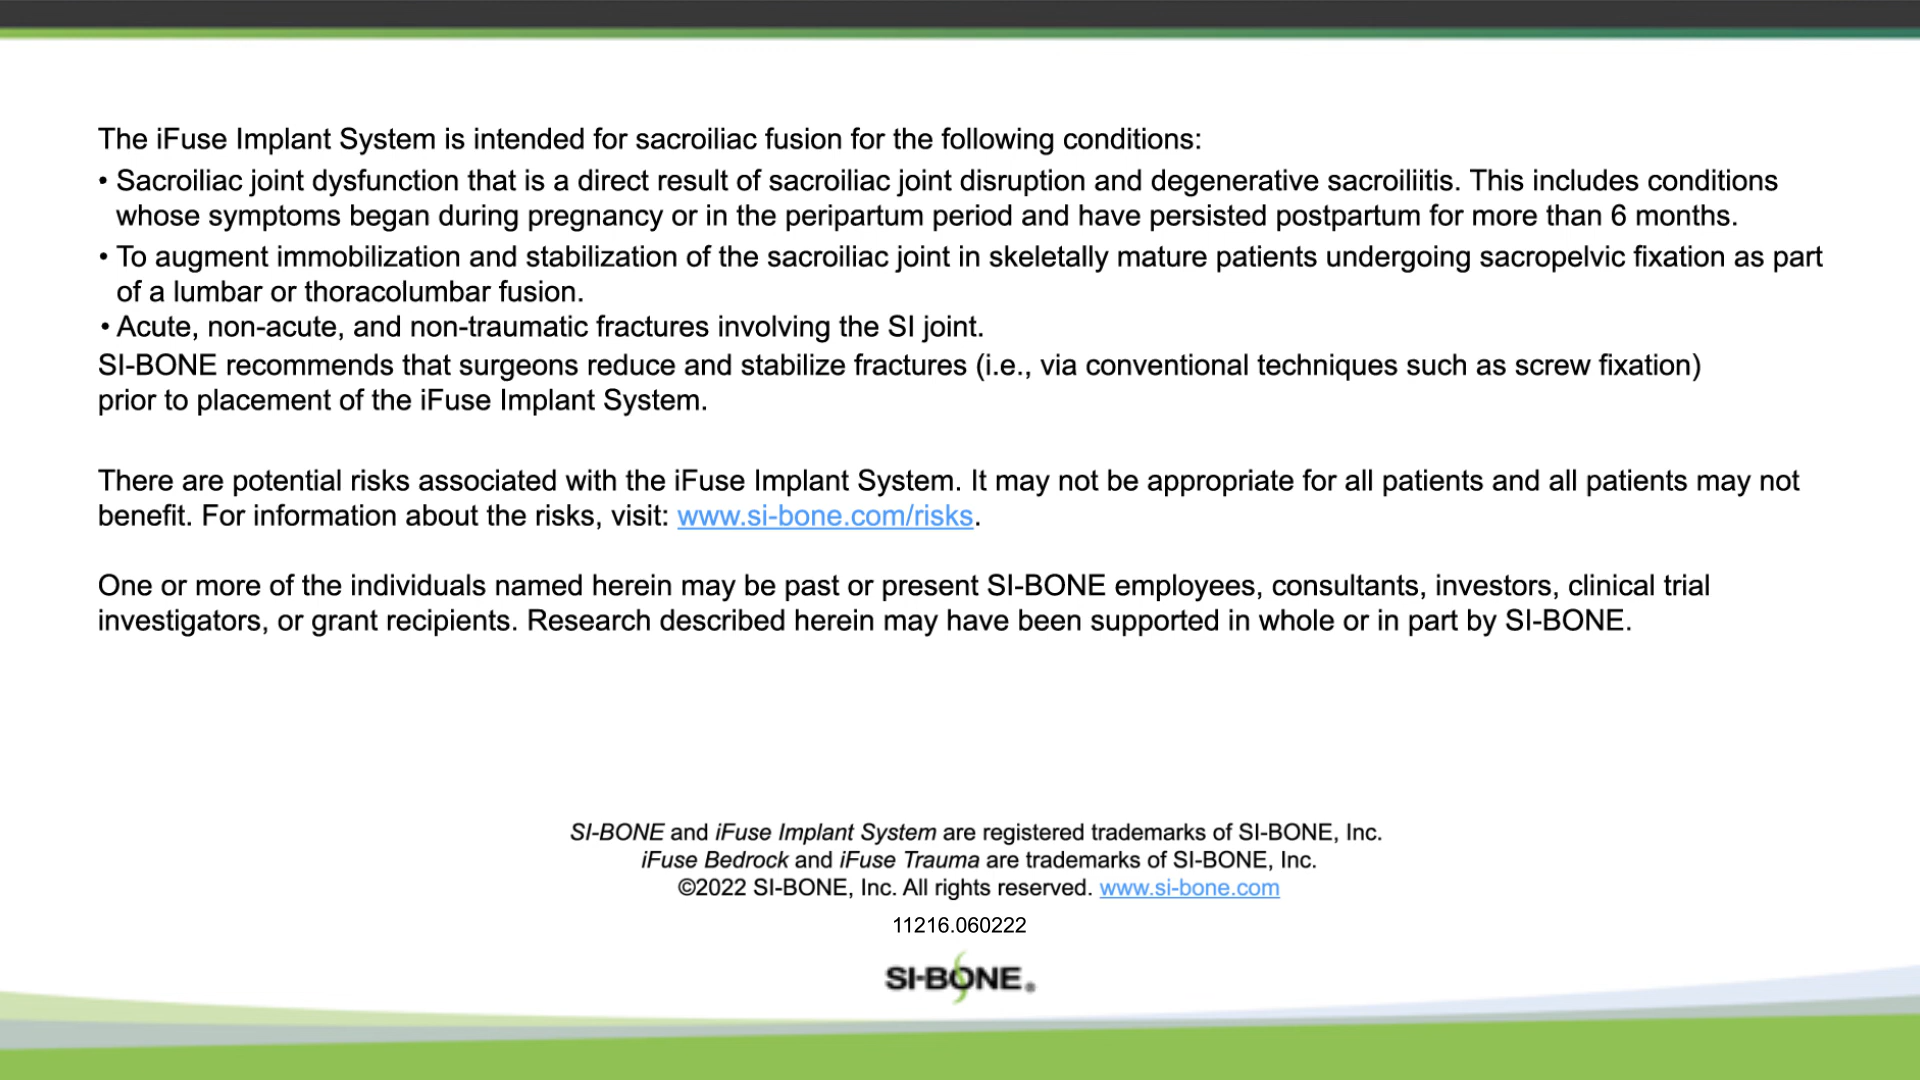 The iFuse Implant System is intended for sacroiliac fusion for the following conditions:
• Sacroiliac joint dysfunction that is a direct result of sacroiliac joint disruption and degenerative sacroiliitis. This includes conditions
whose symptoms began during pregnancy or in the peripartum period and have persisted postpartum for more than 6 months.
• To augment immobilization and stabilization of the sacroiliac joint in skeletally mature patients undergoing sacropelvic fixation as part
of a lumbar or thoracolumbar fusion.
• Acute, non-acute, and non-traumatic fractures involving the SI joint.
SI-BONE recommends that surgeons reduce and stabilize fractures (i.e., via conventional techniques such as screw fixation)
prior to placement of the iFuse Implant System.
There are potential risks associated with the iFuse Implant System. It may not be appropriate for all patients and all patients may not
benefit. For information about the risks, visit: www.si-bone.com/risks.
One or more of the individuals named herein may be past or present SI-BONE employees, consultants, investors, clinical trial
investigators, or grant recipients. Research described herein may have been supported in whole or in part by SI-BONE.
SI-BONE and iFuse Implant System are registered trademarks of SI-BONE, Inc.
iFuse Bedrock and iFuse Trauma are trademarks of SI-BONE, Inc.
©2022 SI-BONE, Inc. All rights reserved. www.si-bone.com
11216.060222
SI-BONE®